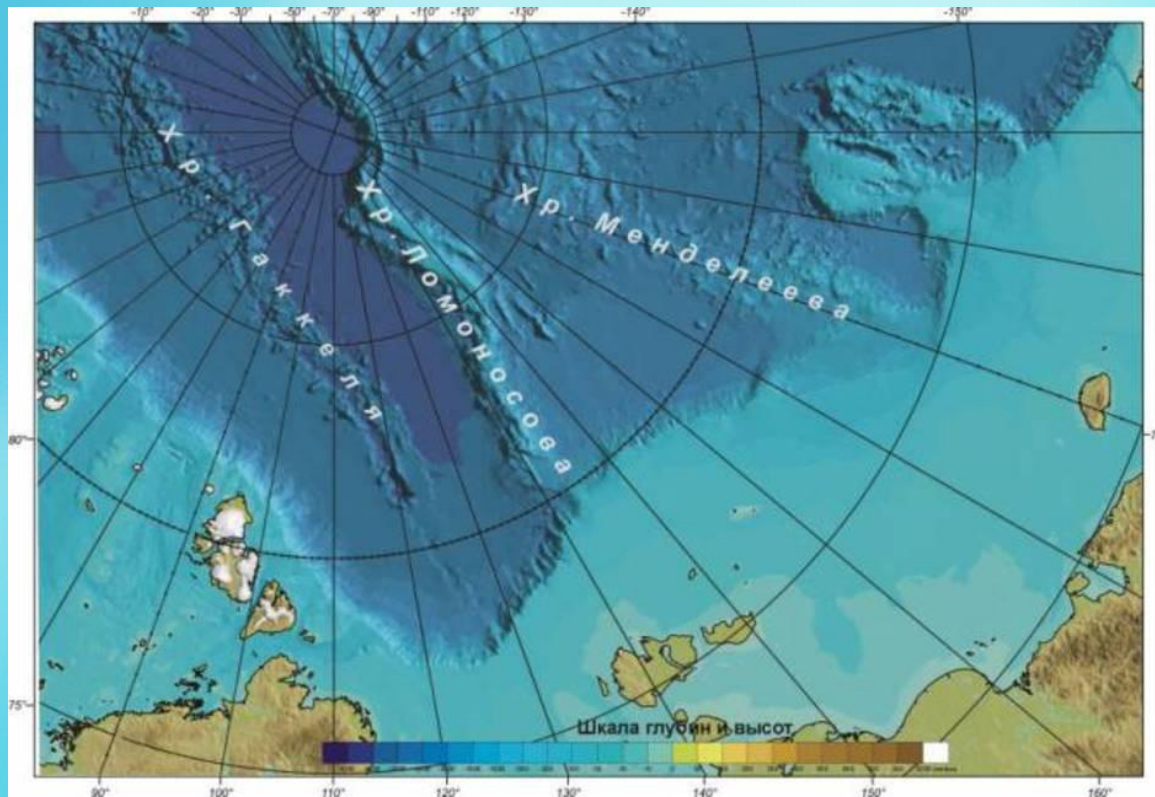 -10° -20° -30° -50° -70° -90° -110° -120° -130° -140° -150°
Хр. Гаккеля
Хр. Ломоносова
Хр. Менделеева
80°
75°
Шкала глубин и высот
90° 100° 110° 120° 130° 140° 150° 160°